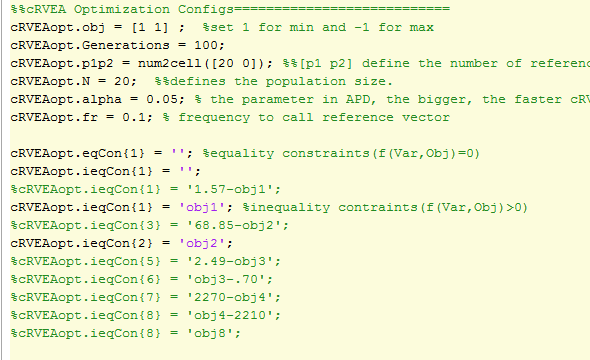 %%cRVEA Optimization Configs===========================
cRVEAopt.obj = [1 1] ;  %set 1 for min and -1 for max
cRVEAopt.Generations = 100;
cRVEAopt.p1p2 = num2cell([20 0]); %%[p1 p2] define the number of referenc
cRVEAopt.N = 20;  %%defines the population size.
cRVEAopt.alpha = 0.05; % the parameter in APD, the bigger, the faster cRV
cRVEAopt.fr = 0.1; % frequency to call reference vector
cRVEAopt.eqCon{1} = ''; %equality constraints(f(Var,Obj)=0)
cRVEAopt.ieqCon{1} = '';
%cRVEAopt.ieqCon{1} = '1.57-obj1';
cRVEAopt.ieqCon{1} = 'obj1'; %inequality contraints(f(Var,Obj)>0)
%cRVEAopt.ieqCon{3} = '68.85-obj2';
cRVEAopt.ieqCon{2} = 'obj2';
%cRVEAopt.ieqCon{5} = '2.49-obj3';
%cRVEAopt.ieqCon{6} = 'obj3-.70';
%cRVEAopt.ieqCon{7} = '2270-obj4';
%cRVEAopt.ieqCon{8} = 'obj4-2210';
%cRVEAopt.ieqCon{8} = 'obj8';